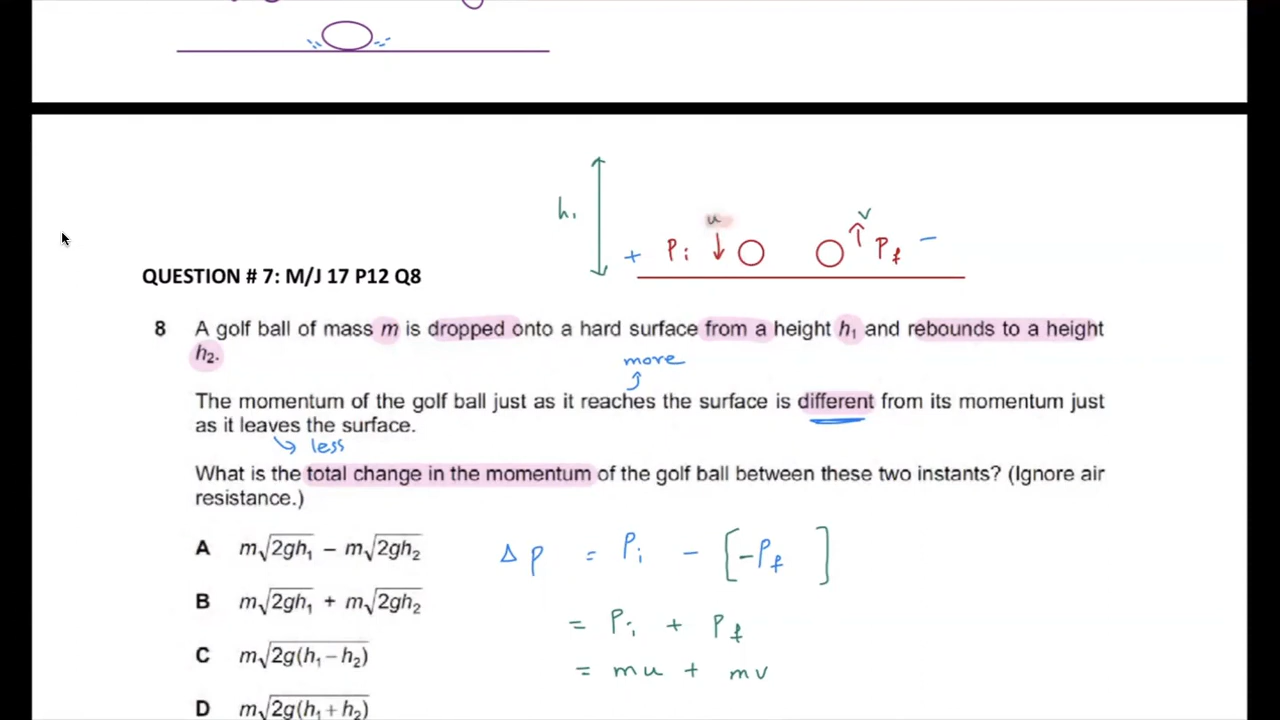 h₁
u
v
+ Pi
Pf −
QUESTION # 7: M/J 17 P12 Q8
8 A golf ball of mass m is dropped onto a hard surface from a height h₁ and rebounds to a height
h₂.
more
The momentum of the golf ball just as it reaches the surface is different from its momentum just
as it leaves the surface.
less
What is the total change in the momentum of the golf ball between these two instants? (Ignore air
resistance.)
A m√2gh₁ − m√2gh₂
Δp = Pi − [−Pf]
B m√2gh₁ + m√2gh₂
= Pi + Pf
C m√2g(h₁−h₂)
= mu + mv
D m√2g(h₁+h₂)